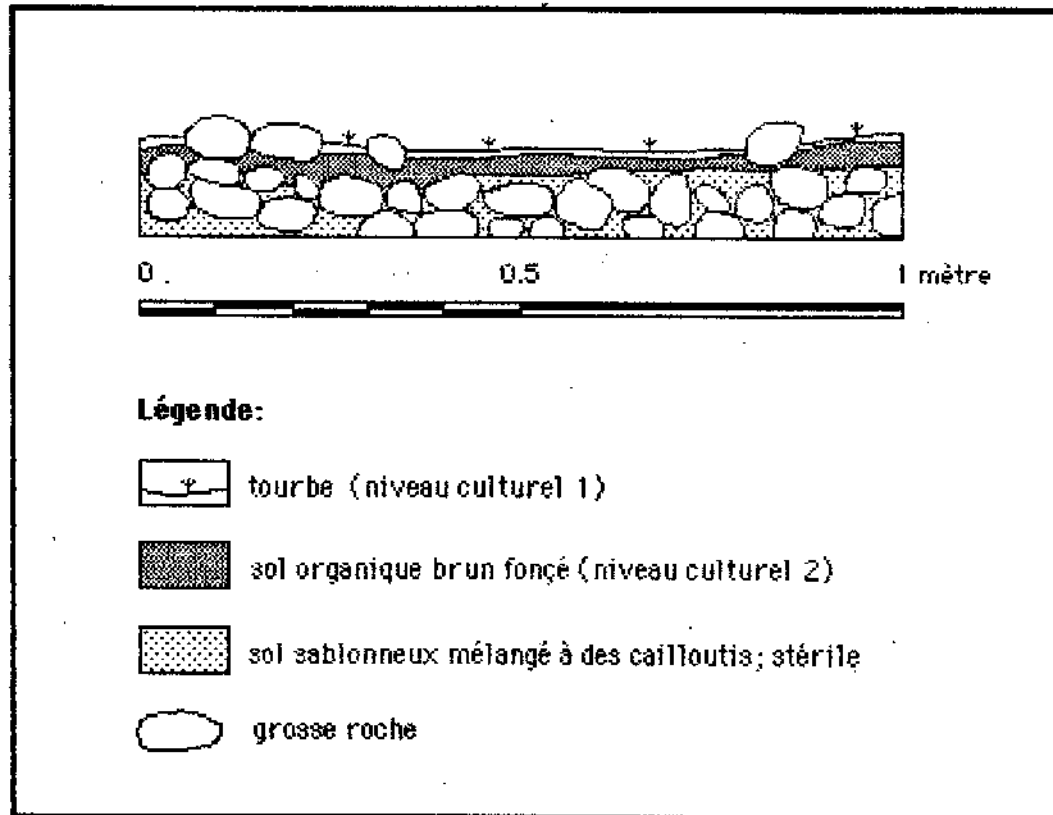 0 0.5 1 mètre
Légende:
tourbe (niveau culturel 1)
sol organique brun fonçé (niveau culturel 2)
sol sablonneux mélangé à des cailloutis; stérile
grosse roche